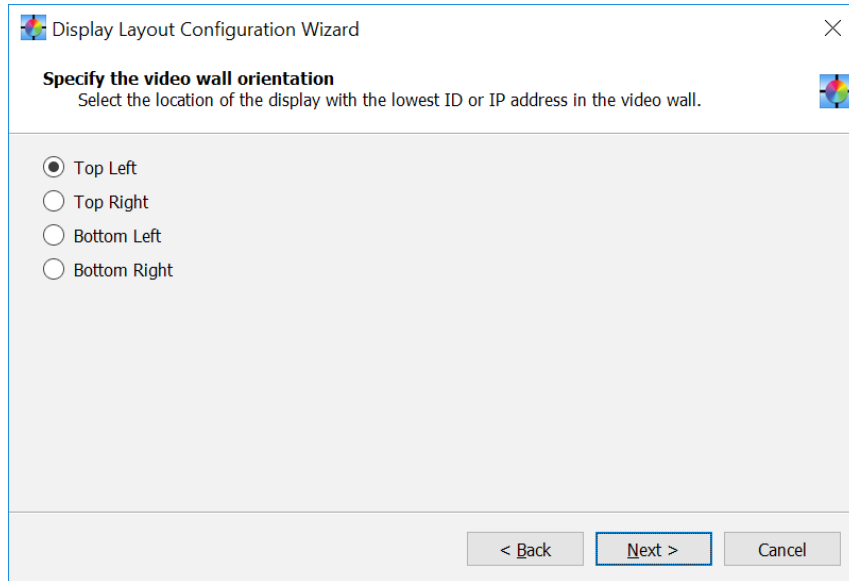 Display Layout Configuration Wizard
Specify the video wall orientation
Select the location of the display with the lowest ID or IP address in the video wall.
Top Left
Top Right
Bottom Left
Bottom Right
< Back Next > Cancel